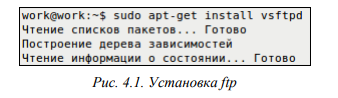 work@work:~$ sudo apt-get install vsftpd
Чтение списков пакетов... Готово
Построение дерева зависимостей
Чтение информации о состоянии... Готово
Рис. 4.1. Установка ftp